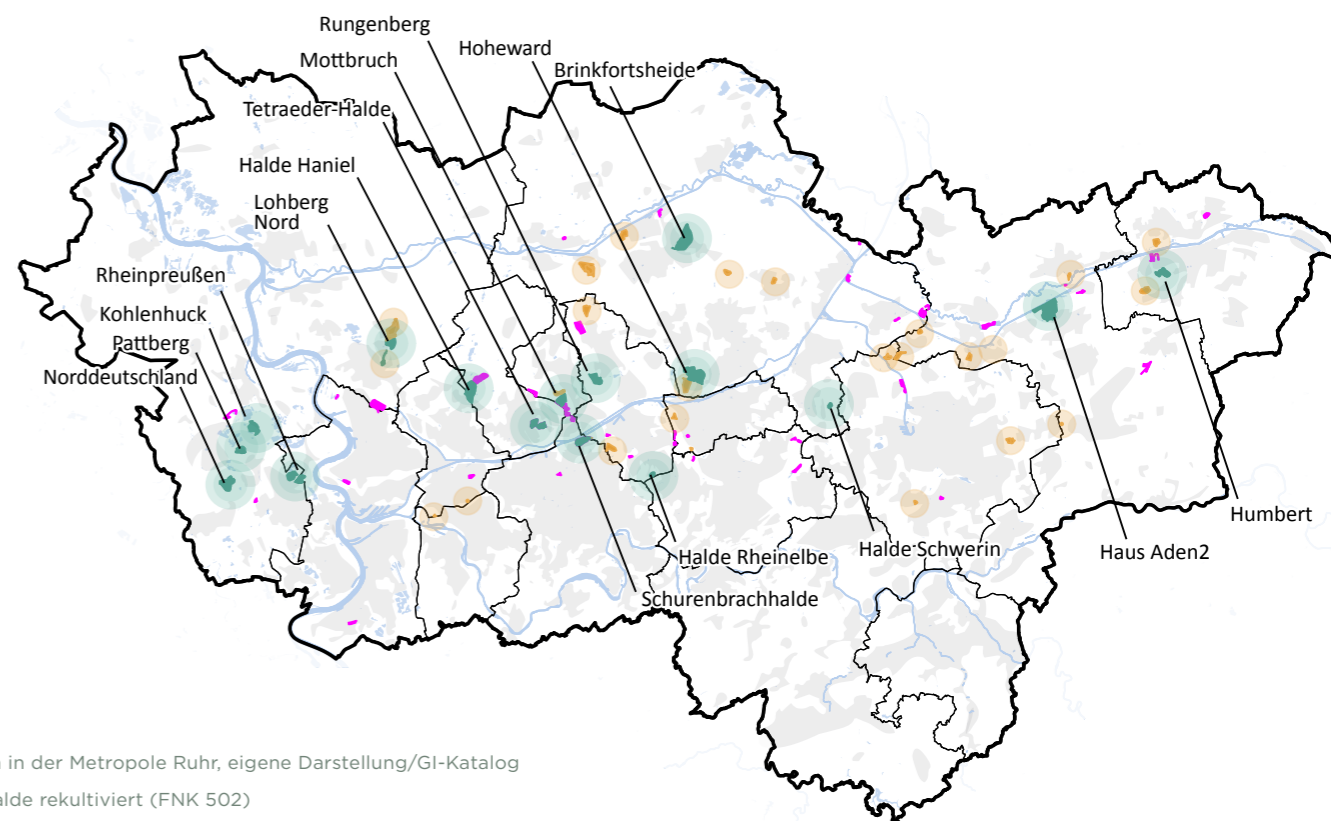 Rungenberg
Mottbruch
Hoheward
Brinkfortsheide
Tetraeder-Halde
Halde Haniel
Lohberg
Nord
Rheinpreußen
Kohlenhuck
Pattberg
Norddeutschland
Humbert
Haus Aden2
Halde Schwerin
Halde Rheinelbe
Schurenbrachhalde
in der Metropole Ruhr, eigene Darstellung/GI-Katalog
alde rekultiviert (FNK 502)